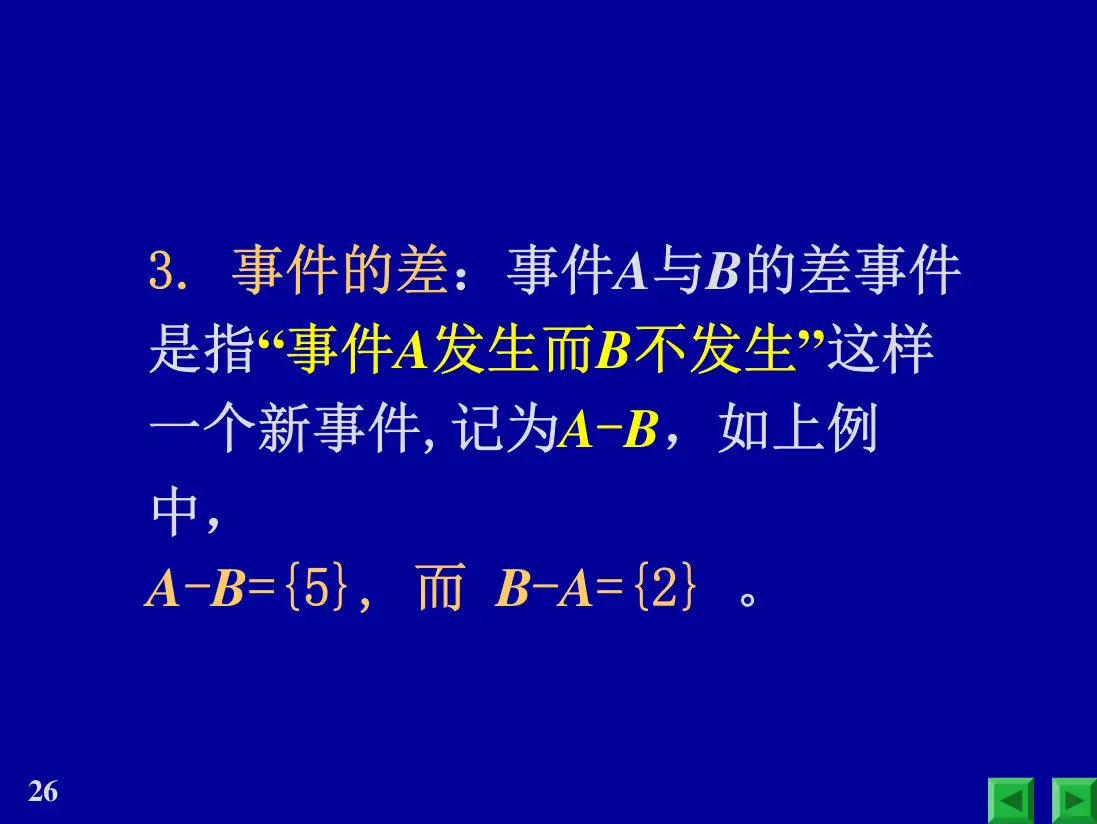 3. 事件的差：事件A与B的差事件
是指“事件A发生而B不发生”这样
一个新事件,记为A-B，如上例
中，
A-B={5}, 而 B-A={2} 。
26